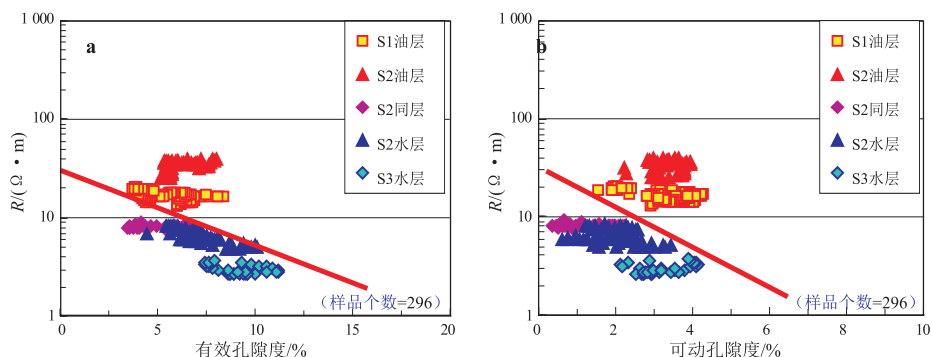 a
R/(Ω·m)
1 000
100
10
1
S1油层
S2油层
S2同层
S2水层
S3水层
（样品个数=296）
0 5 10 15 20
有效孔隙度/%
b
R/(Ω·m)
1 000
100
10
1
S1油层
S2油层
S2同层
S2水层
S3水层
（样品个数=296）
0 2 4 6 8 10
可动孔隙度/%